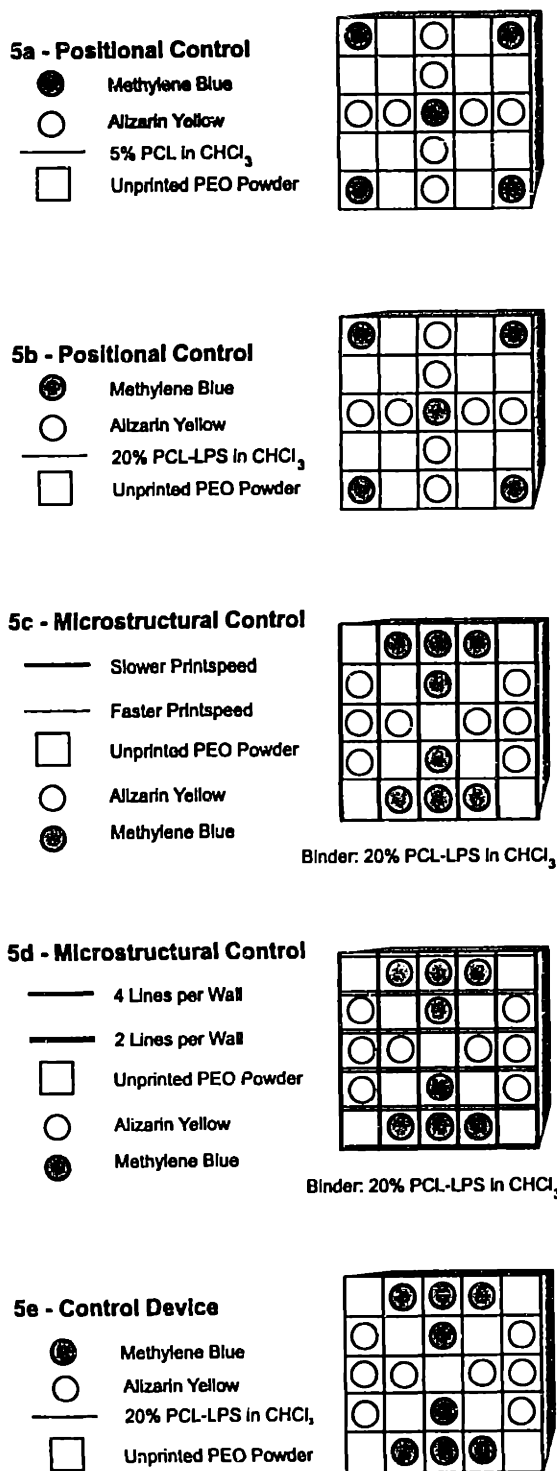 5a - Positional Control
Methylene Blue
Alizarin Yellow
5% PCL in CHCl₃
Unprinted PEO Powder
5b - Positional Control
Methylene Blue
Alizarin Yellow
20% PCL-LPS in CHCl₃
Unprinted PEO Powder
5c - Microstructural Control
Slower Printspeed
Faster Printspeed
Unprinted PEO Powder
Alizarin Yellow
Methylene Blue
Binder: 20% PCL-LPS in CHCl₃
5d - Microstructural Control
4 Lines per Wall
2 Lines per Wall
Unprinted PEO Powder
Alizarin Yellow
Methylene Blue
Binder: 20% PCL-LPS in CHCl₃
5e - Control Device
Methylene Blue
Alizarin Yellow
20% PCL-LPS in CHCl₃
Unprinted PEO Powder